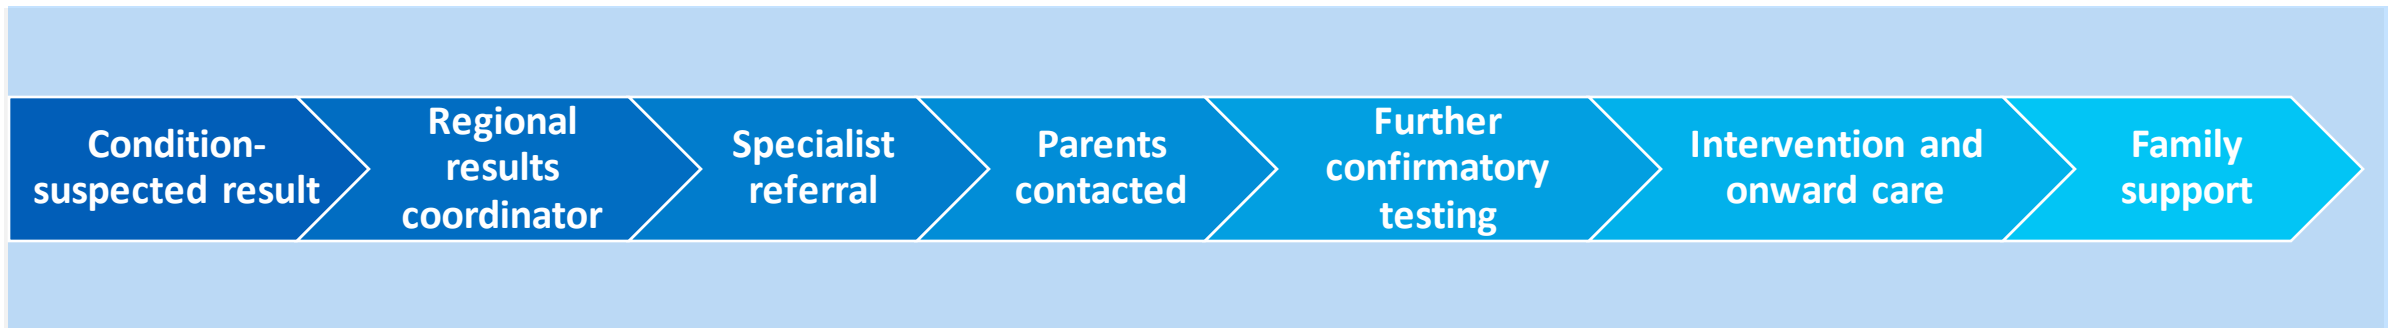 Condition-
suspected result
Regional
results
coordinator
Specialist
referral
Parents
contacted
Further
confirmatory
testing
Intervention and
onward care
Family
support